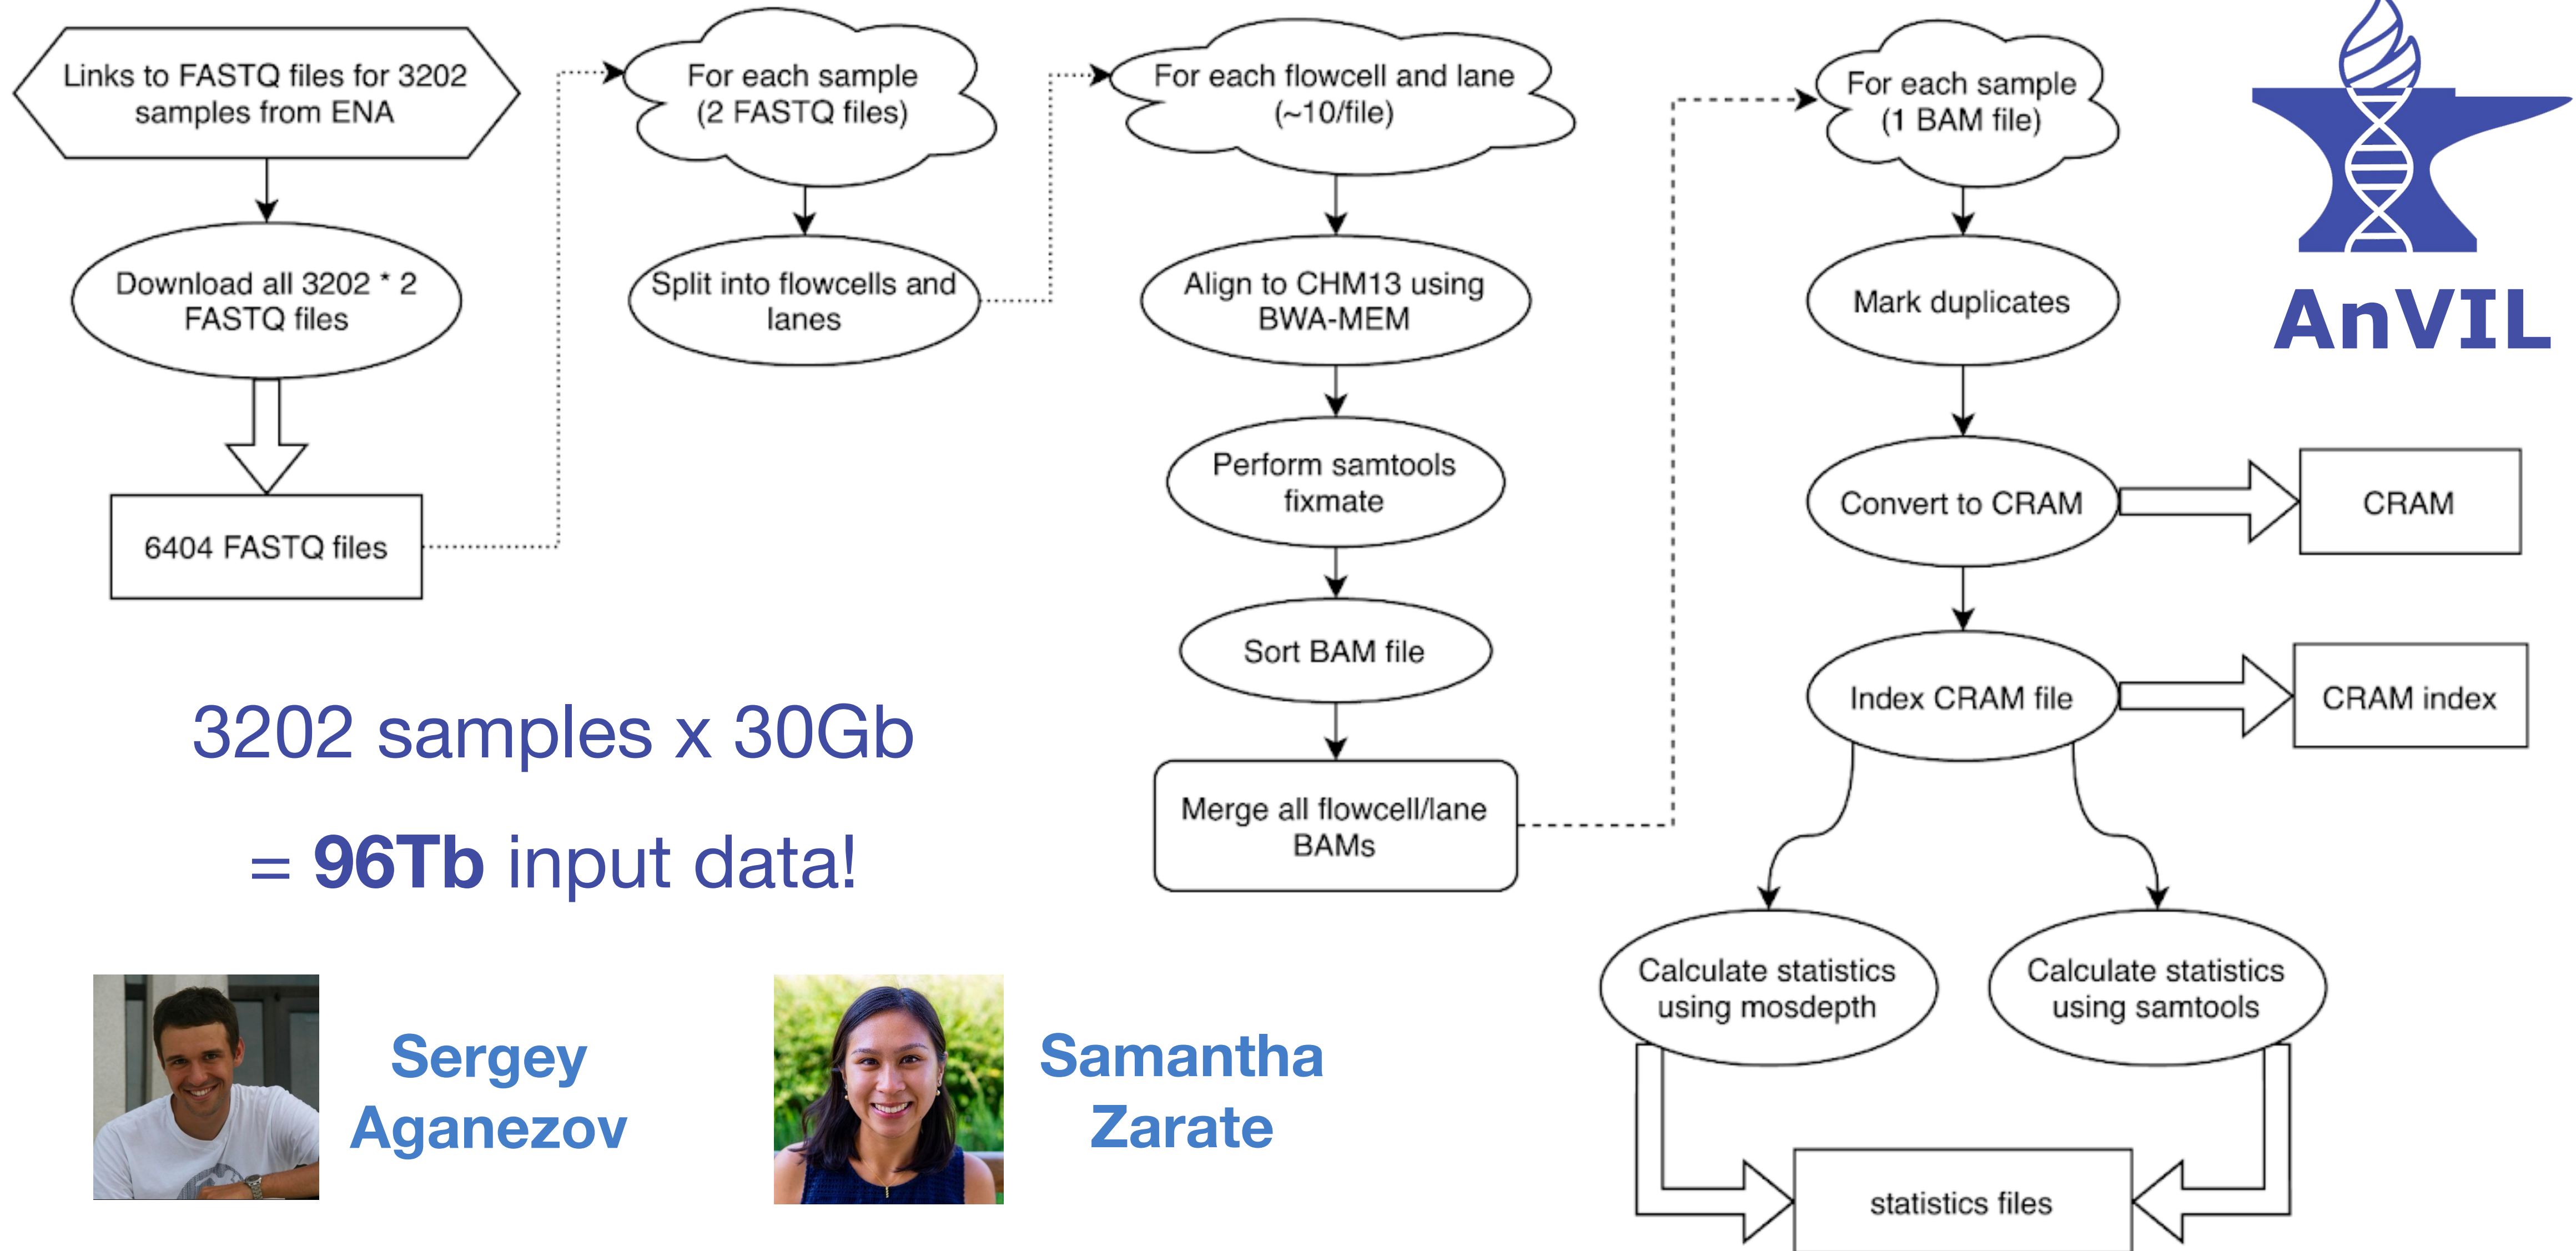 Links to FASTQ files for 3202
samples from ENA
Download all 3202 * 2
FASTQ files
6404 FASTQ files
For each sample
(2 FASTQ files)
Split into flowcells and
lanes
For each flowcell and lane
(~10/file)
Align to CHM13 using
BWA-MEM
Perform samtools
fixmate
Sort BAM file
Merge all flowcell/lane
BAMs
For each sample
(1 BAM file)
Mark duplicates
Convert to CRAM
CRAM
Index CRAM file
CRAM index
Calculate statistics
using mosdepth
Calculate statistics
using samtools
statistics files
AnVIL
3202 samples x 30Gb
= 96Tb input data!
Sergey
Aganezov
Samantha
Zarate